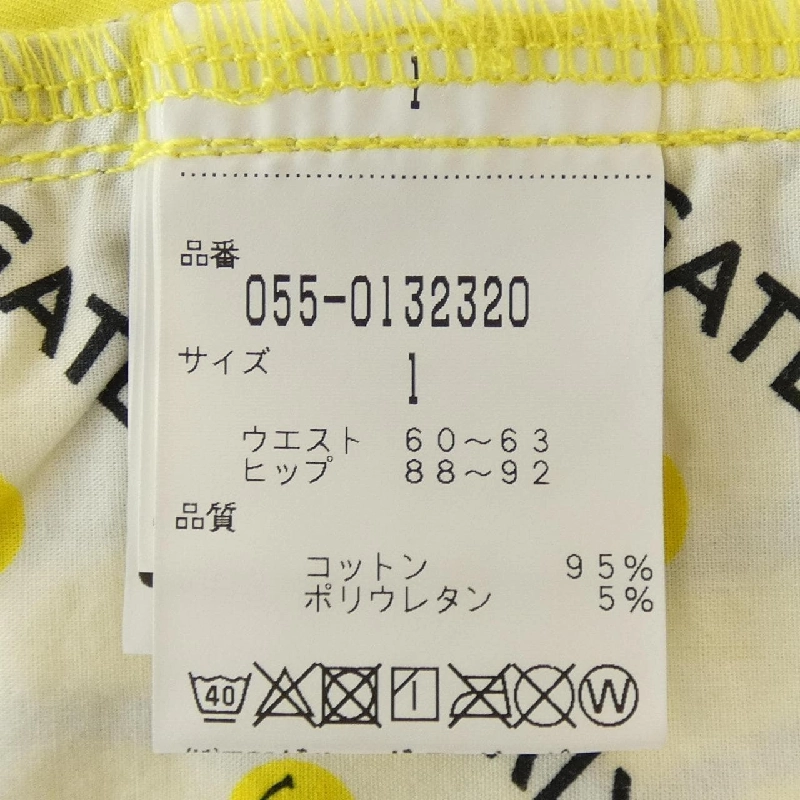 1
品番
055-0132320
サイズ
1
ウエスト 60～63
ヒップ 88～92
品質
コットン 95%
ポリウレタン 5%
40 W